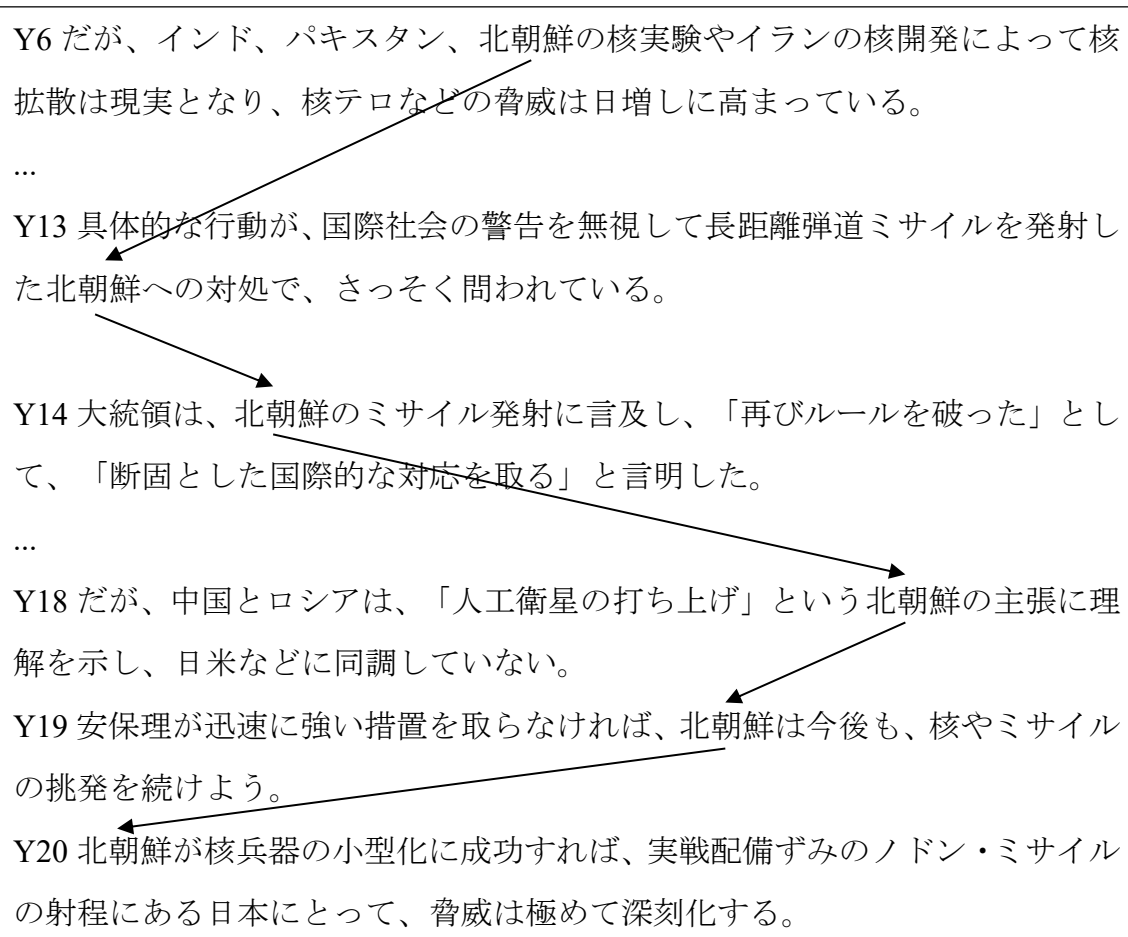 Y6 だが、インド、パキスタン、北朝鮮の核実験やイランの核開発によって核
拡散は現実となり、核テロなどの脅威は日増しに高まっている。
...
Y13 具体的な行動が、国際社会の警告を無視して長距離弾道ミサイルを発射し
た北朝鮮への対処で、さっそく問われている。
Y14 大統領は、北朝鮮のミサイル発射に言及し、「再びルールを破った」とし
て、「断固とした国際的な対応を取る」と言明した。
...
Y18 だが、中国とロシアは、「人工衛星の打ち上げ」という北朝鮮の主張に理
解を示し、日米などに同調していない。
Y19 安保理が迅速に強い措置を取らなければ、北朝鮮は今後も、核やミサイル
の挑発を続けよう。
Y20 北朝鮮が核兵器の小型化に成功すれば、実戦配備ずみのノドン・ミサイル
の射程にある日本にとって、脅威は極めて深刻化する。